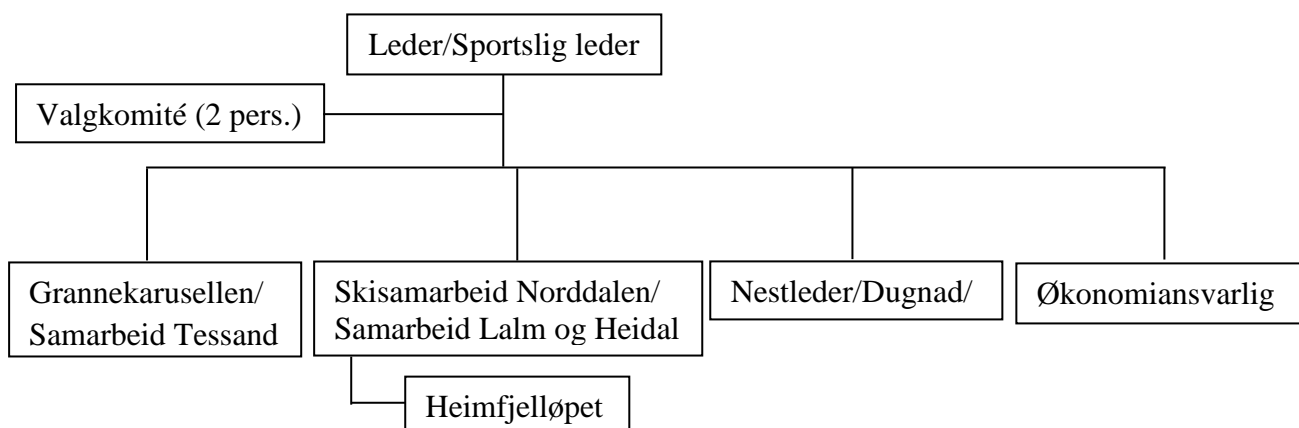 Leder/Sportslig leder
Valgkomité (2 pers.)
Grannekarusellen/
Samarbeid Tessand
Skisamarbeid Norddalen/
Samarbeid Lalm og Heidal
Nestleder/Dugnad/
Økonomiansvarlig
Heimfjelløpet